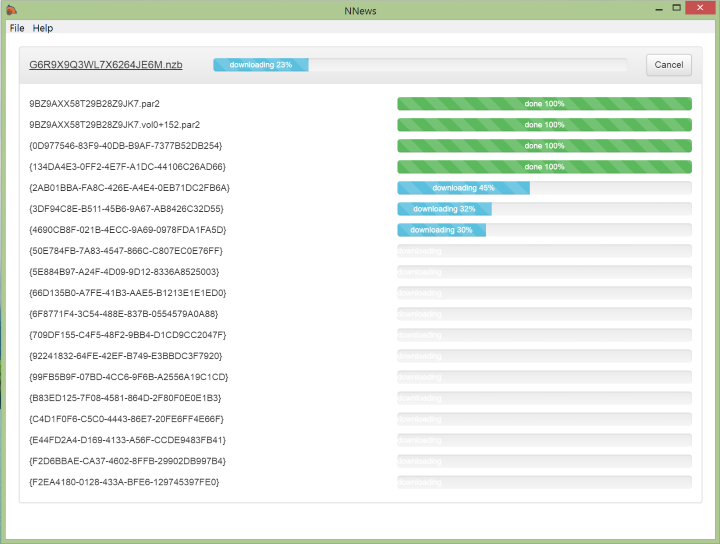 NNews
File Help
G6R9X9Q3WL7X6264JE6M.nzb downloading 23% Cancel
9BZ9AXX58T29B28Z9JK7.par2 done 100%
9BZ9AXX58T29B28Z9JK7.vol0+152.par2 done 100%
{0D977546-83F9-40DB-B9AF-7377B52DB254} done 100%
{134DA4E3-0FF2-4E7F-A1DC-44106C26AD66} done 100%
{2AB01BBA-FA8C-426E-A4E4-0EB71DC2FB6A} downloading 45%
{3DF94C8E-B511-45B6-9A67-AB8426C32D55} downloading 32%
{4690CB8F-021B-4ECC-9A69-0978FDA1FA5D} downloading 30%
{50E784FB-7A83-4547-866C-C807EC0E76FF} downloading
{5E884B97-A24F-4D09-9D12-8336A8525003} downloading
{66D135B0-A7FE-41B3-AAE5-B1213E1E1ED0} downloading
{6F8771F4-3C54-488E-837B-0554579A0A88} downloading
{709DF155-C4F5-48F2-9BB4-D1CD9CC2047F} downloading
{92241832-64FE-42EF-B749-E3BBDC3F7920} downloading
{99FB5B9F-07BD-4CC6-9F6B-A2556A19C1CD} downloading
{B83ED125-7F08-4581-864D-2F80F0E0E1B3} downloading
{C4D1F0F6-C5C0-4443-86E7-20FE6FF4E66F} downloading
{E44FD2A4-D169-4133-A56F-CCDE9483FB41} downloading
{F2D6BBAE-CA37-4602-8FFB-29902DB997B4} downloading
{F2EA4180-0128-433A-BFE6-129745397FE0} downloading